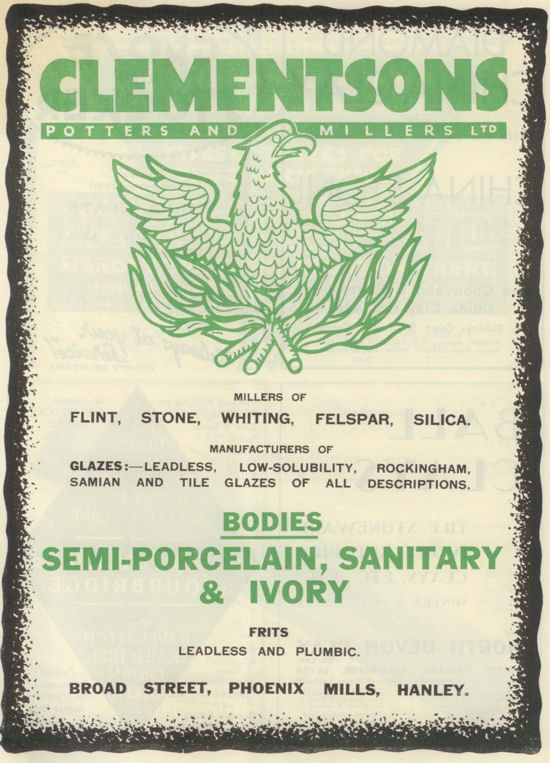 CLEMENTSONS
POTTERS AND MILLERS LTD
MILLERS OF
FLINT, STONE, WHITING, FELSPAR, SILICA.
MANUFACTURERS OF
GLAZES:—LEADLESS, LOW-SOLUBILITY, ROCKINGHAM,
SAMIAN AND TILE GLAZES OF ALL DESCRIPTIONS.
BODIES
SEMI-PORCELAIN, SANITARY
& IVORY
FRITS
LEADLESS AND PLUMBIC.
BROAD STREET, PHOENIX MILLS, HANLEY.